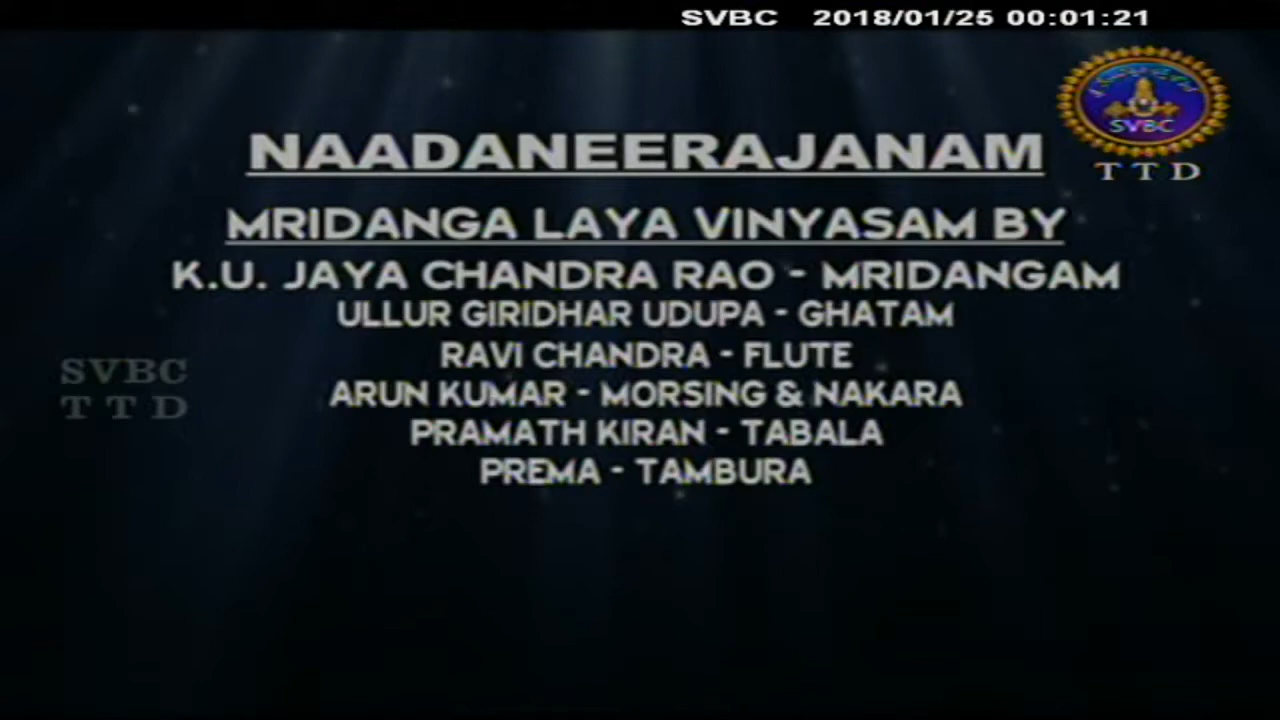 SVBC 2018/01/25 00:01:21
NAADANEERAJANAM
SVBC
TTD
MRIDANGA LAYA VINYASAM BY
K.U. JAYA CHANDRA RAO - MRIDANGAM
ULLUR GIRIDHAR UDUPA - GHATAM
RAVI CHANDRA - FLUTE
ARUN KUMAR - MORSING & NAKARA
PRAMATH KIRAN - TABALA
PREMA - TAMBURA
SVBC
TTD